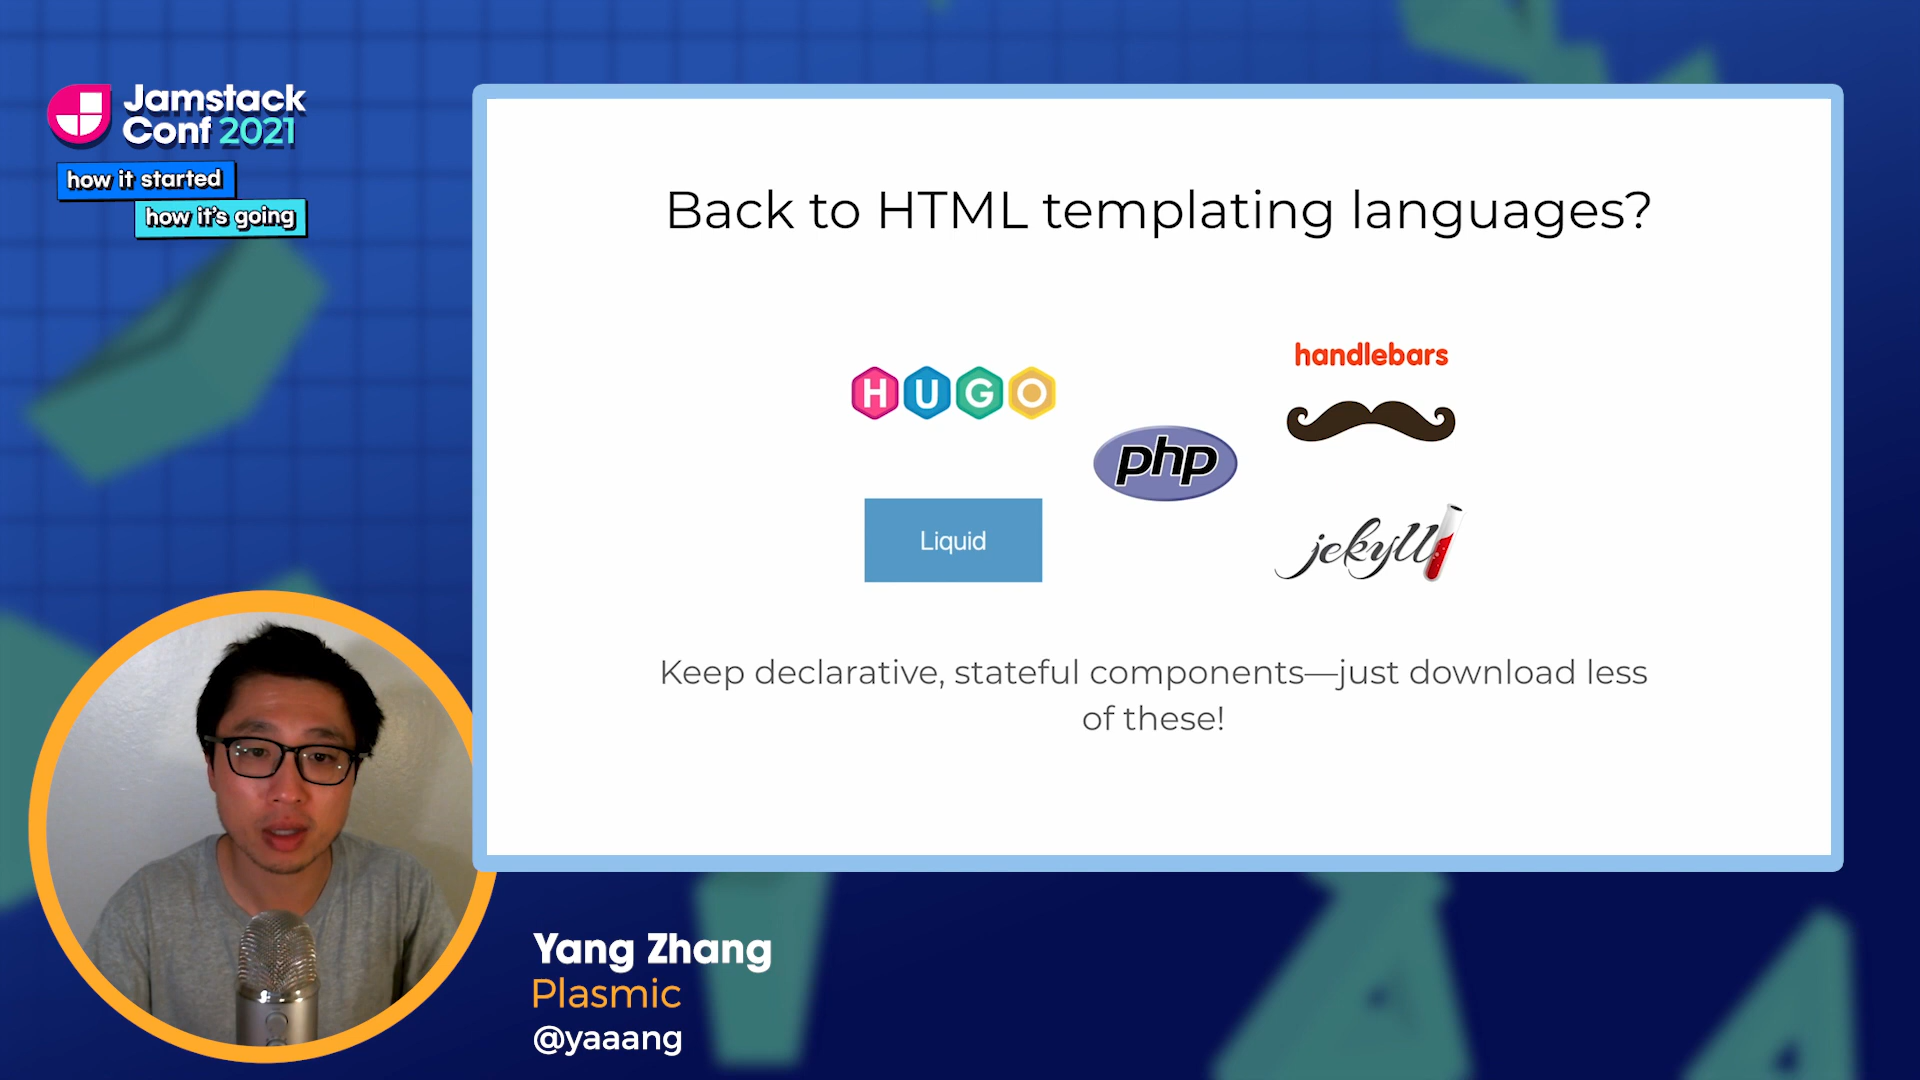 Jamstack
Conf 2021
how it started
how it's going
Back to HTML templating languages?
HUGO
handlebars
php
Liquid
jekyll
Keep declarative, stateful components—just download less
of these!
Yang Zhang
Plasmic
@yaaang